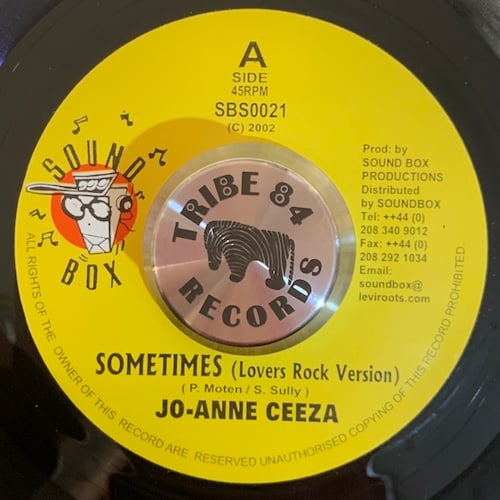 A
SIDE
45RPM
SBS0021
(C) 2002
SOUND
BOX
Prod: by
SOUND BOX
PRODUCTIONS
Distributed
by SOUNDBOX
Tel: ++44 (0)
208 340 9012
Fax: ++44 (0)
208 292 1034
Email:
soundbox@
leviroots.com
TRIBE 84
RECORDS
SOMETIMES (Lovers Rock Version)
( P. Moten / S. Sully )
JO-ANNE CEEZA
ALL RIGHTS OF THE OWNER OF THIS RECORD ARE RESERVED UNAUTHORISED COPYING OF THIS RECORD PROHIBITED.